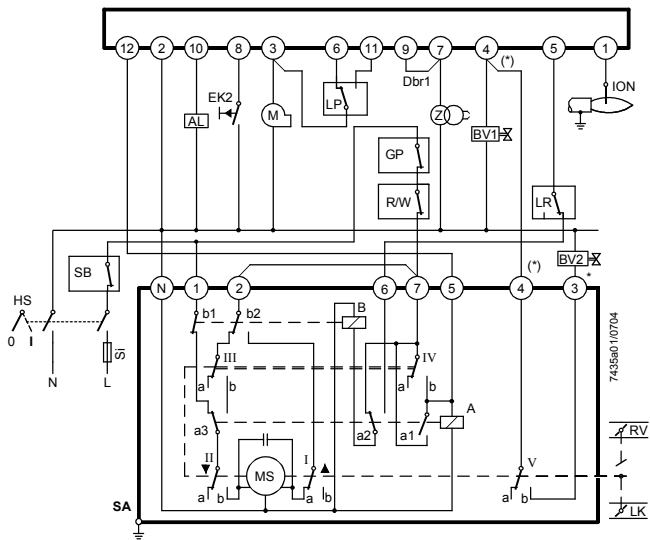 12 2 10 8 3 6 11 9 7 4 (*) 5 1
Dbr1
EK2
LP
ION
AL
M
Z
BV1
GP
R/W
LR
SB
BV2
HS
(*)
*
N 1 2 6 7 5 4 3
0 I
Si
b1 b2
B
N L
III
IV
a b
a b
A
a3
a2
a1
RV
II
MS
I
V
a b
a b
a b
SA
LK
7435a01/0704